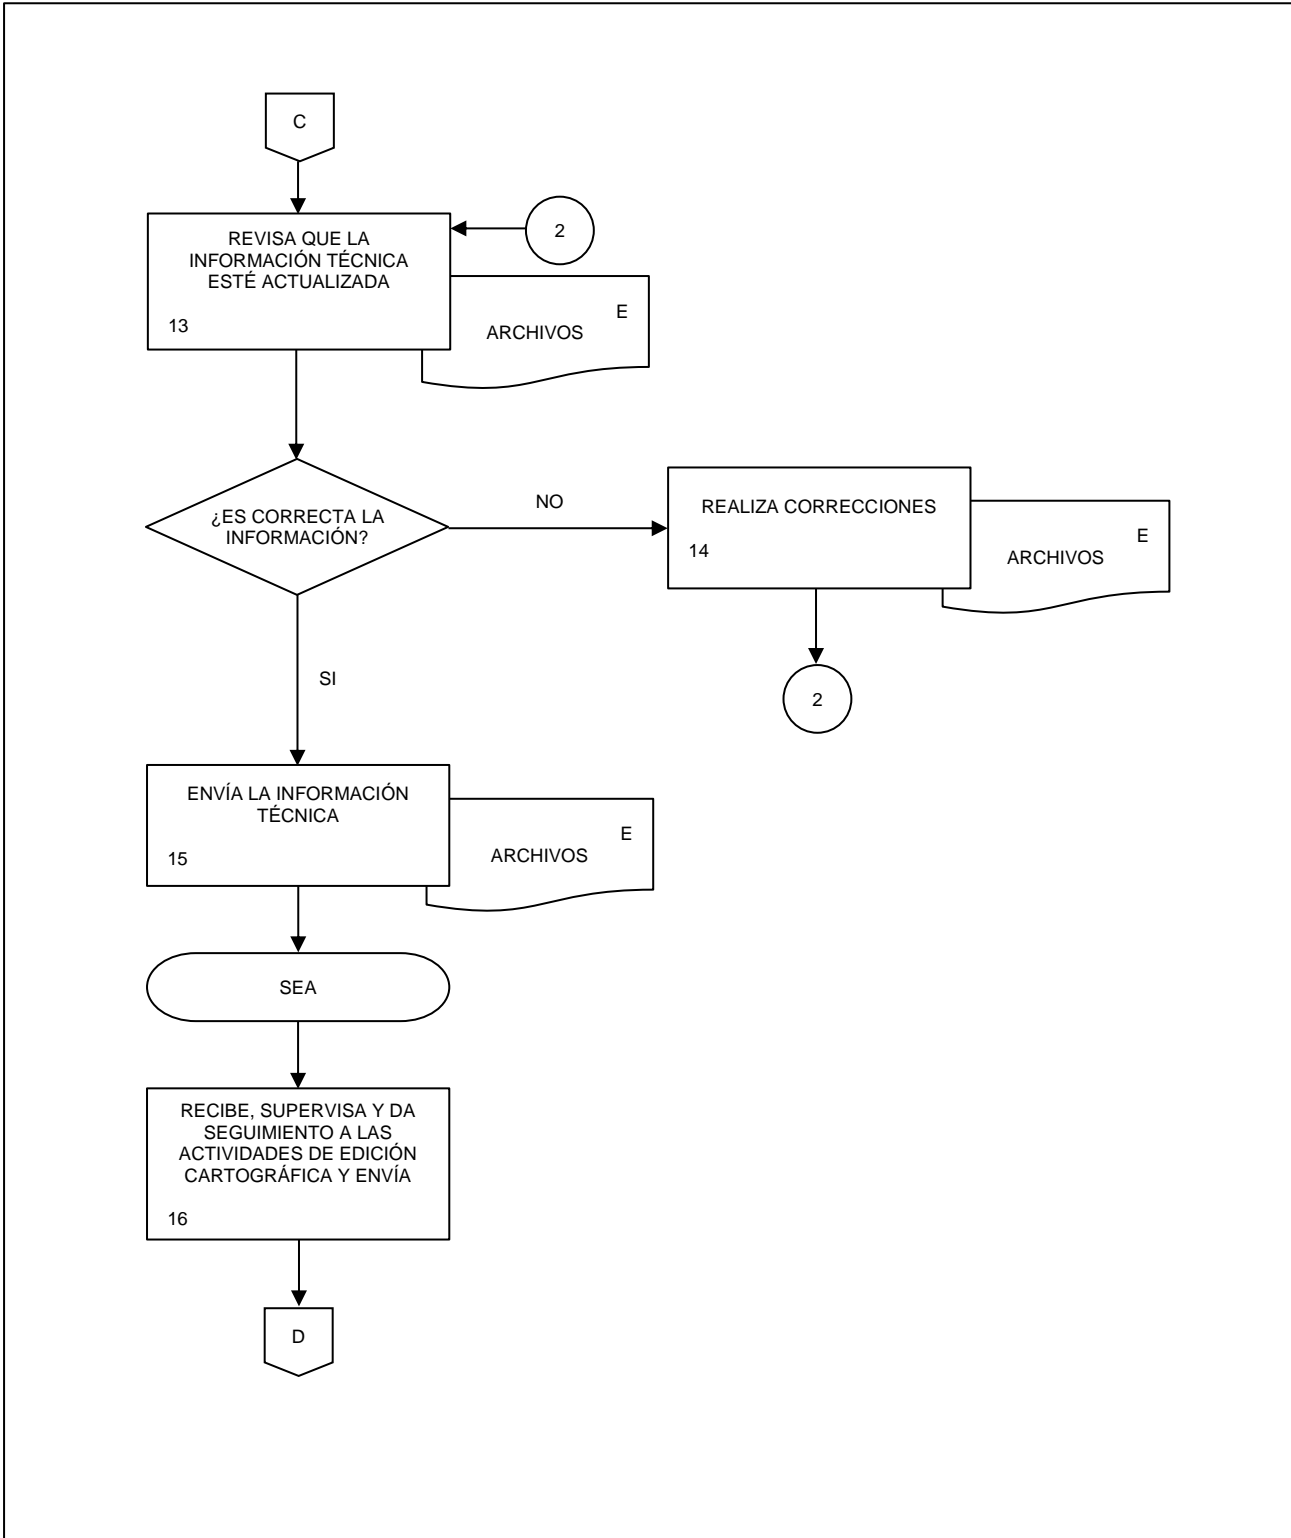 C
2
REVISA QUE LA
INFORMACIÓN TÉCNICA
ESTÉ ACTUALIZADA
13
E
ARCHIVOS
¿ES CORRECTA LA
INFORMACIÓN?
NO
REALIZA CORRECCIONES
14
E
ARCHIVOS
2
SI
ENVÍA LA INFORMACIÓN
TÉCNICA
15
E
ARCHIVOS
SEA
RECIBE, SUPERVISA Y DA
SEGUIMIENTO A LAS
ACTIVIDADES DE EDICIÓN
CARTOGRÁFICA Y ENVÍA
16
D